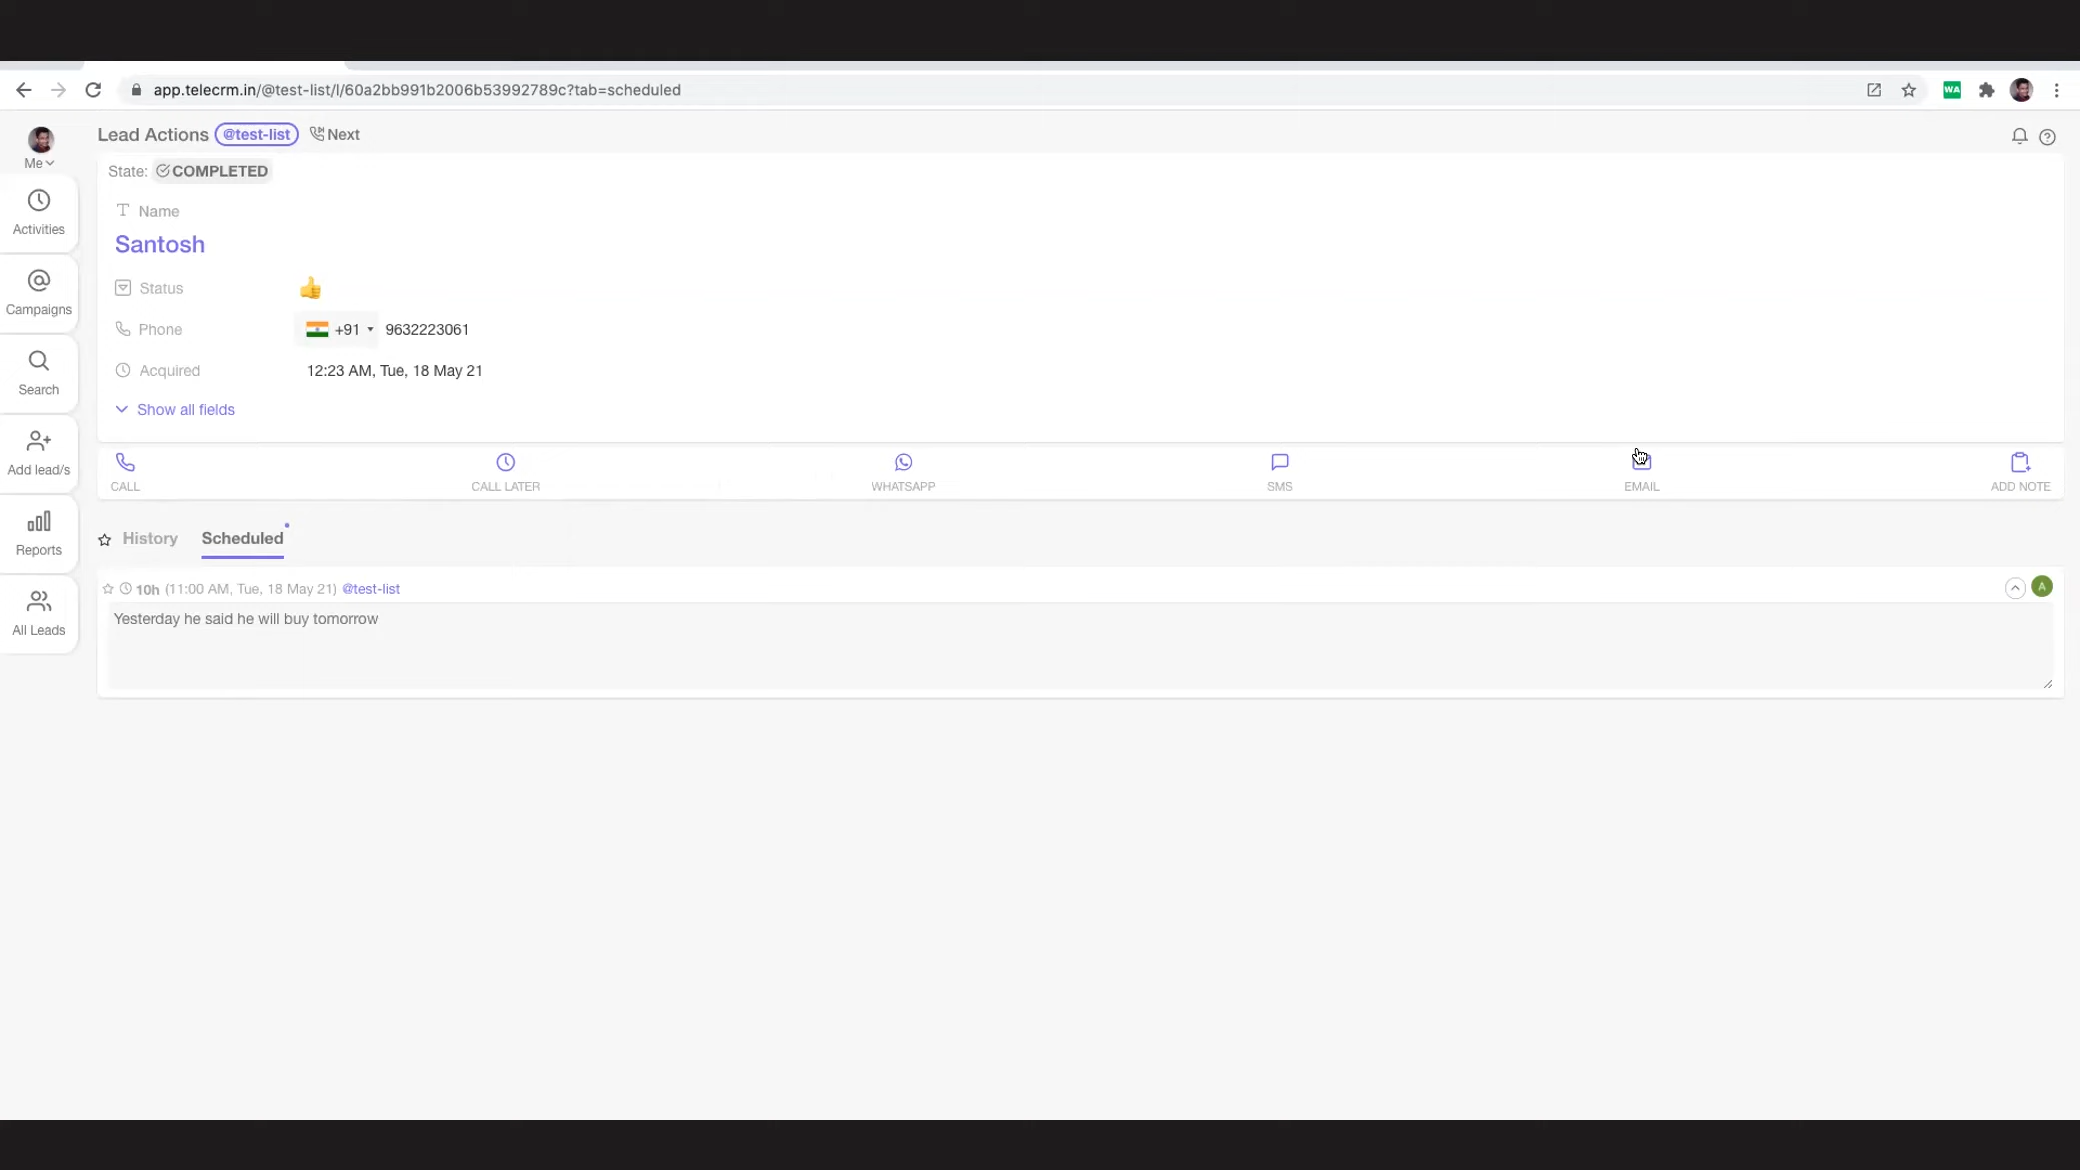 app.telecrm.in/@test-list/l/60a2bb991b2006b53992789c?tab=scheduled
WA
Me
Lead Actions @test-list Next
State: COMPLETED
Name
Santosh
Status
Phone +91 9632223061
Acquired 12:23 AM, Tue, 18 May 21
Show all fields
Activities
Campaigns
Search
Add lead/s
Reports
All Leads
CALL CALL LATER WHATSAPP SMS EMAIL ADD NOTE
History Scheduled
10h (11:00 AM, Tue, 18 May 21) @test-list A
Yesterday he said he will buy tomorrow